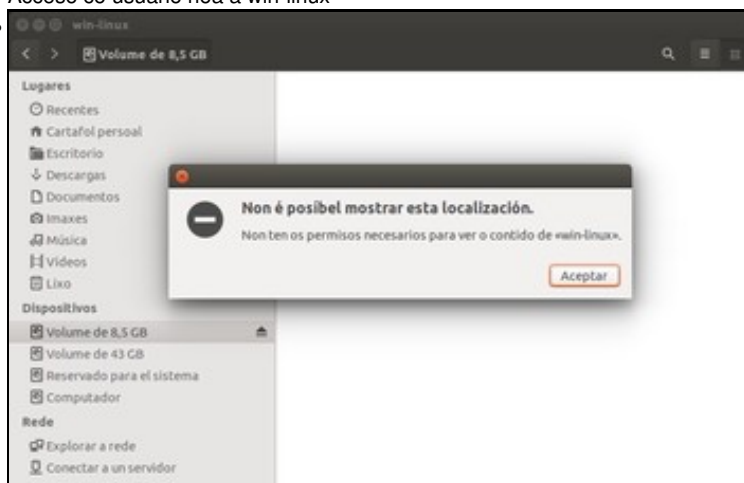 Acceso co usuario noa a win-linux
win-linux
Volume de 8,5 GB
Lugares
Recentes
Cartafol persoal
Escritorio
Descargas
Documentos
Imaxes
Música
Vídeos
Lixo
Dispositivos
Volume de 8,5 GB
Volume de 43 GB
Reservado para el sistema
Computador
Rede
Explorar a rede
Conectar a un servidor
Non é posíbel mostrar esta localización.
Non ten os permisos necesarios para ver o contido de «win-linux».
Aceptar